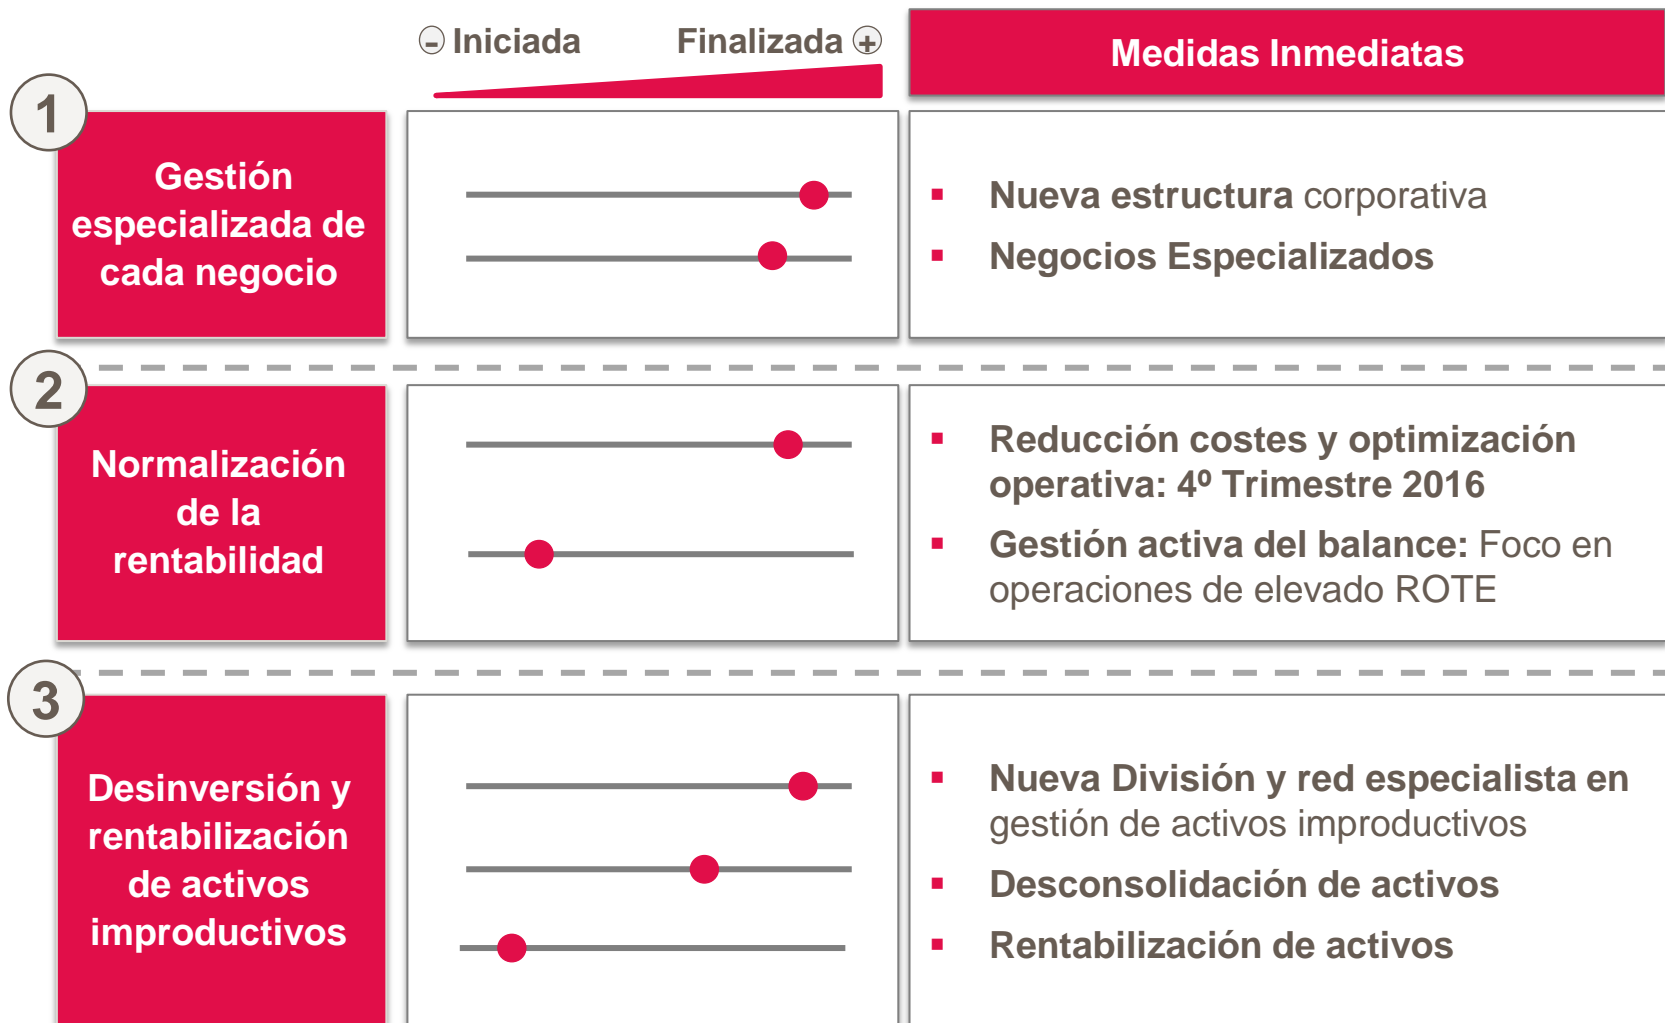 - Iniciada
Finalizada +
Medidas Inmediatas
1
Gestión
especializada de
cada negocio
▪ Nueva estructura corporativa
▪ Negocios Especializados
2
Normalización
de la
rentabilidad
▪ Reducción costes y optimización
operativa: 4º Trimestre 2016
▪ Gestión activa del balance: Foco en
operaciones de elevado ROTE
3
Desinversión y
rentabilización
de activos
improductivos
▪ Nueva División y red especialista en
gestión de activos improductivos
▪ Desconsolidación de activos
▪ Rentabilización de activos